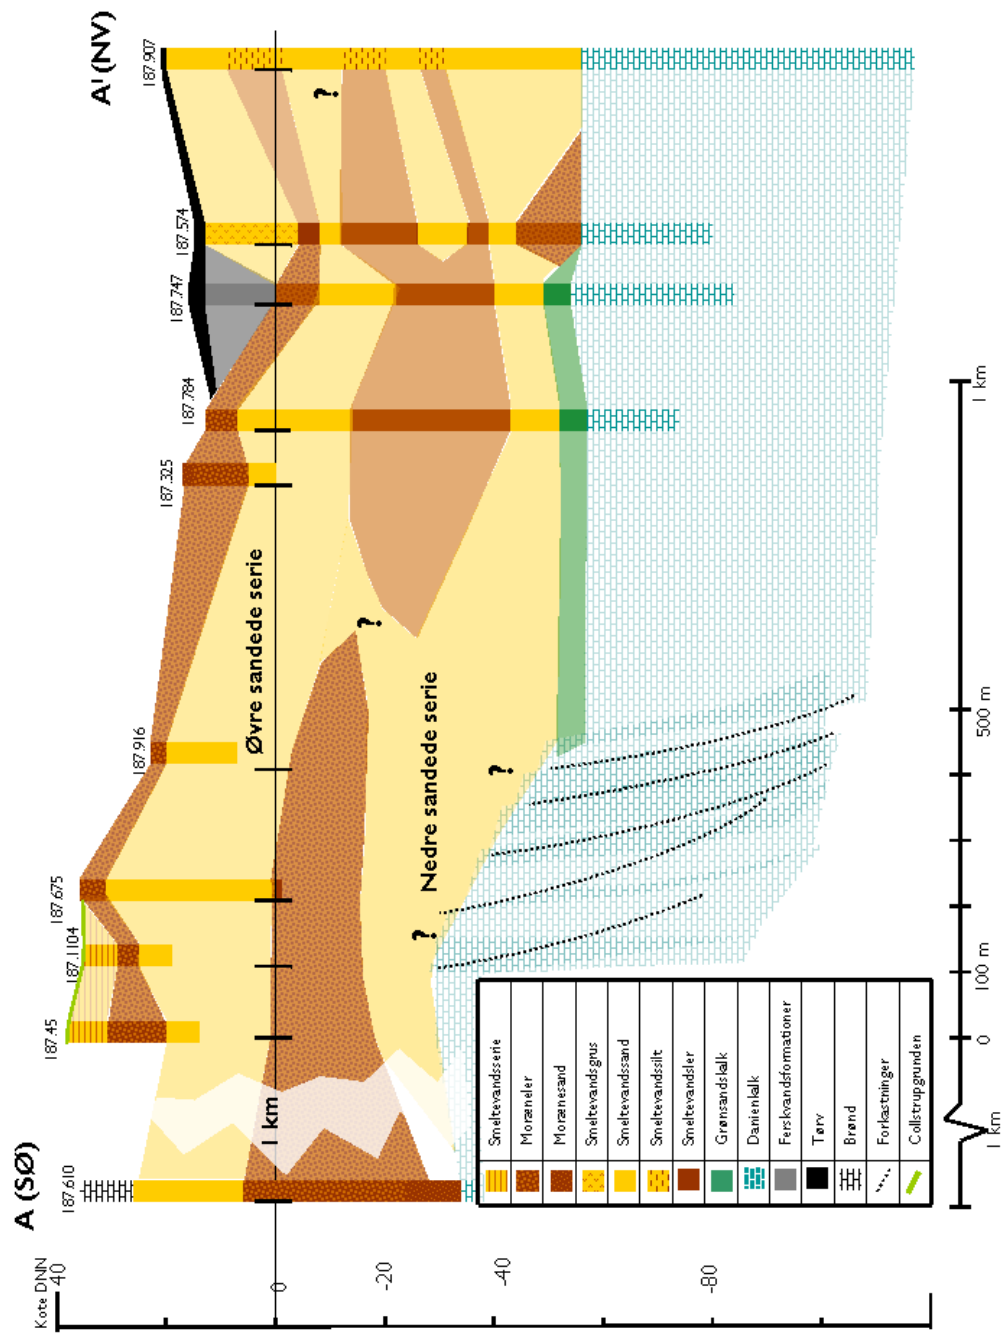 A (SØ)
A' (NV)
187.610
187.45
187.1104
187.675
187.916
187.325
187.784
187.747
187.574
187.907
Kote DNN
40
0
-20
-40
-80
1 km
Øvre sandede serie
Nedre sandede serie
?
?
?
?
Smeltevandsserie
Moræneler
Morænesand
Smeltevandsgrus
Smeltevandssand
Smeltevandssilt
Smeltevandsler
Grønsandskalk
Danienkalk
Ferskvandsformationer
Tørv
Brønd
Forkastninger
Collstrupgrunden
1 km
0
100 m
500 m
1 km